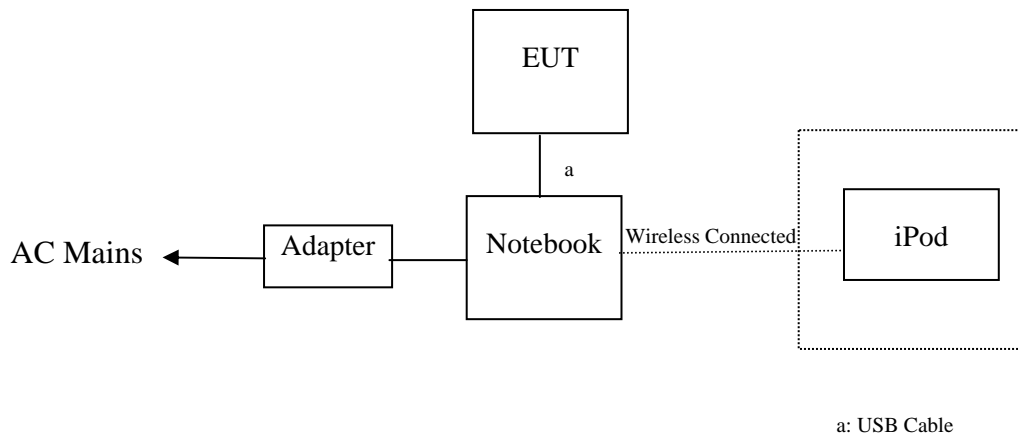 EUT
a
AC Mains
Adapter
Notebook
Wireless Connected
iPod
a: USB Cable